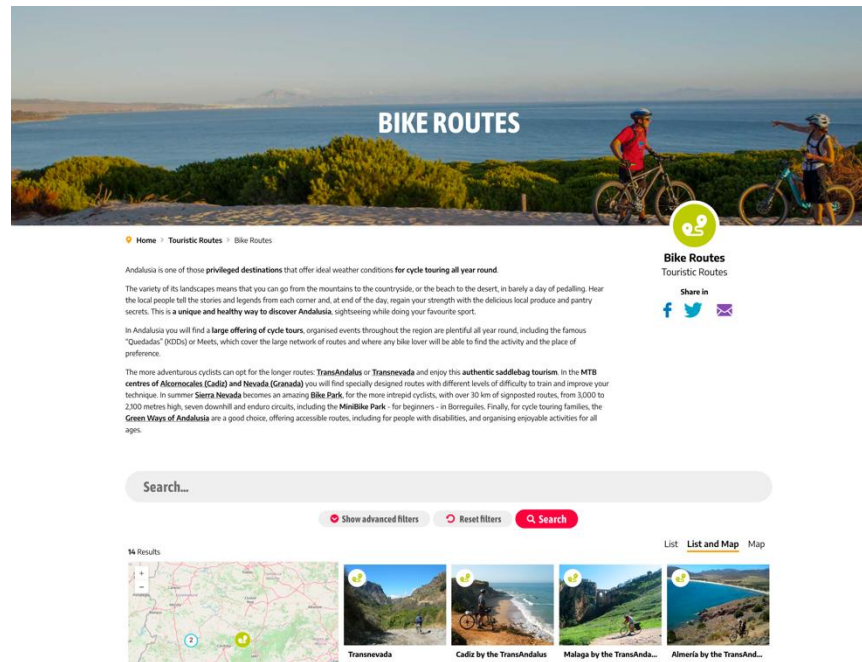 BIKE ROUTES
Home > Touristic Routes > Bike Routes
Bike Routes
Touristic Routes
Share in
Andalusia is one of those privileged destinations that offer ideal weather conditions for cycle touring all year round.
The variety of its landscapes means that you can go from the mountains to the countryside, or the beach to the desert, in barely a day of pedalling. Hear
the local people tell the stories and legends from each corner and, at end of the day, regain your strength with the delicious local produce and pantry
secrets. This is a unique and healthy way to discover Andalusia, sightseeing while doing your favourite sport.
In Andalusia you will find a large offering of cycle tours, organised events throughout the region are plentiful all year round, including the famous
"Quedadas" (KDDs) or Meets, which cover the large network of routes and where any bike lover will be able to find the activity and the place of
preference.
The more adventurous cyclists can opt for the longer routes: TransAndalus or Transnevada and enjoy this authentic saddlebag tourism. In the MTB
centres of Alcornocales (Cadiz) and Nevada (Granada) you will find specially designed routes with different levels of difficulty to train and improve your
technique. In summer Sierra Nevada becomes an amazing Bike Park, for the more intrepid cyclists, with over 30 km of signposted routes, from 3,000 to
2,100 metres high, seven downhill and enduro circuits, including the MiniBike Park - for beginners - in Borreguiles. Finally, for cycle touring families, the
Green Ways of Andalusia are a good choice, offering accessible routes, including for people with disabilities, and organising enjoyable activities for all
ages.
Search...
Show advanced filters
Reset filters
Search
List
List and Map
Map
14 Results
+
−
2
Transnevada
Cadiz by the TransAndalus
Malaga by the TransAnda...
Almería by the TransAnd...